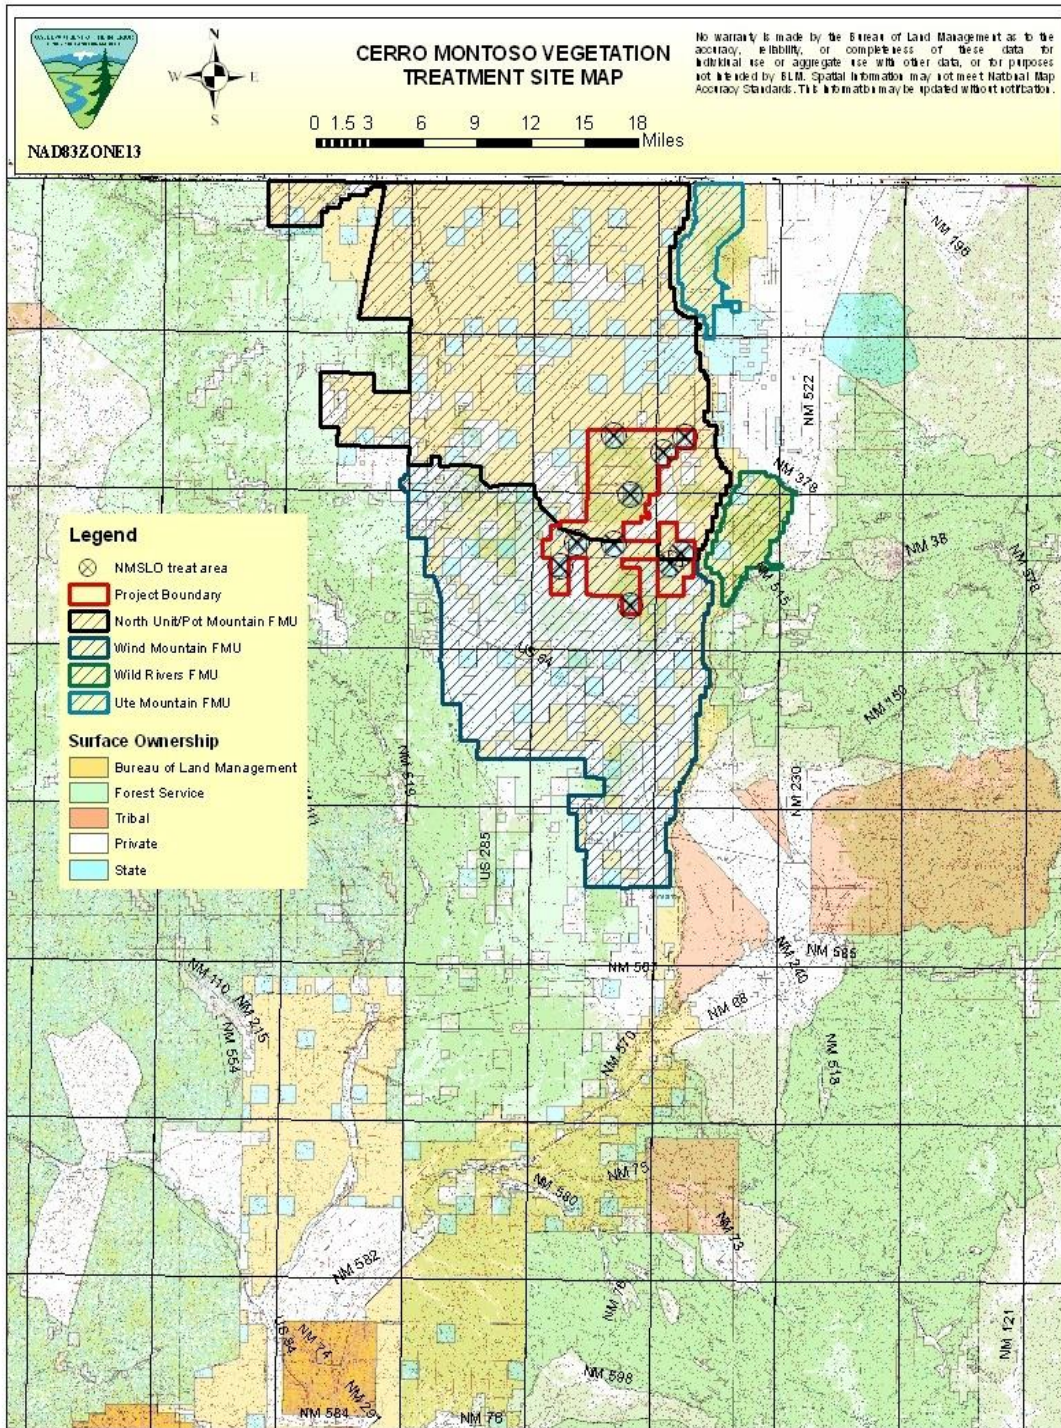 N
W
E
S
NAD83ZONE13
CERRO MONTOSO VEGETATION
TREATMENT SITE MAP
0 1.5 3 6 9 12 15 18
Miles
No warranty is made by the Bureau of Land Management as to the
accuracy, reliability, or completeness of these data for
individual use or aggregate use with other data, or for purposes
not intended by BLM. Spatial information may not meet National Map
Accuracy Standards. This information may be updated without notification.
NM 196
NM 522
NM 378
NM 38
NM 578
NM 515
US 64
NM 150
NM 519
NM 230
US 285
NM 567
NM 240
NM 585
NM 110
NM 215
NM 554
NM 68
NM 570
NM 518
NM 75
NM 580
NM 73
NM 582
NM 76
US 84
NM 74
NM 291
NM 584
NM 76
NM 598
NM 121
Legend
NMSLO treat area
Project Boundary
North Unit/Pot Mountain FMU
Wind Mountain FMU
Wild Rivers FMU
Ute Mountain FMU
Surface Ownership
Bureau of Land Management
Forest Service
Tribal
Private
State